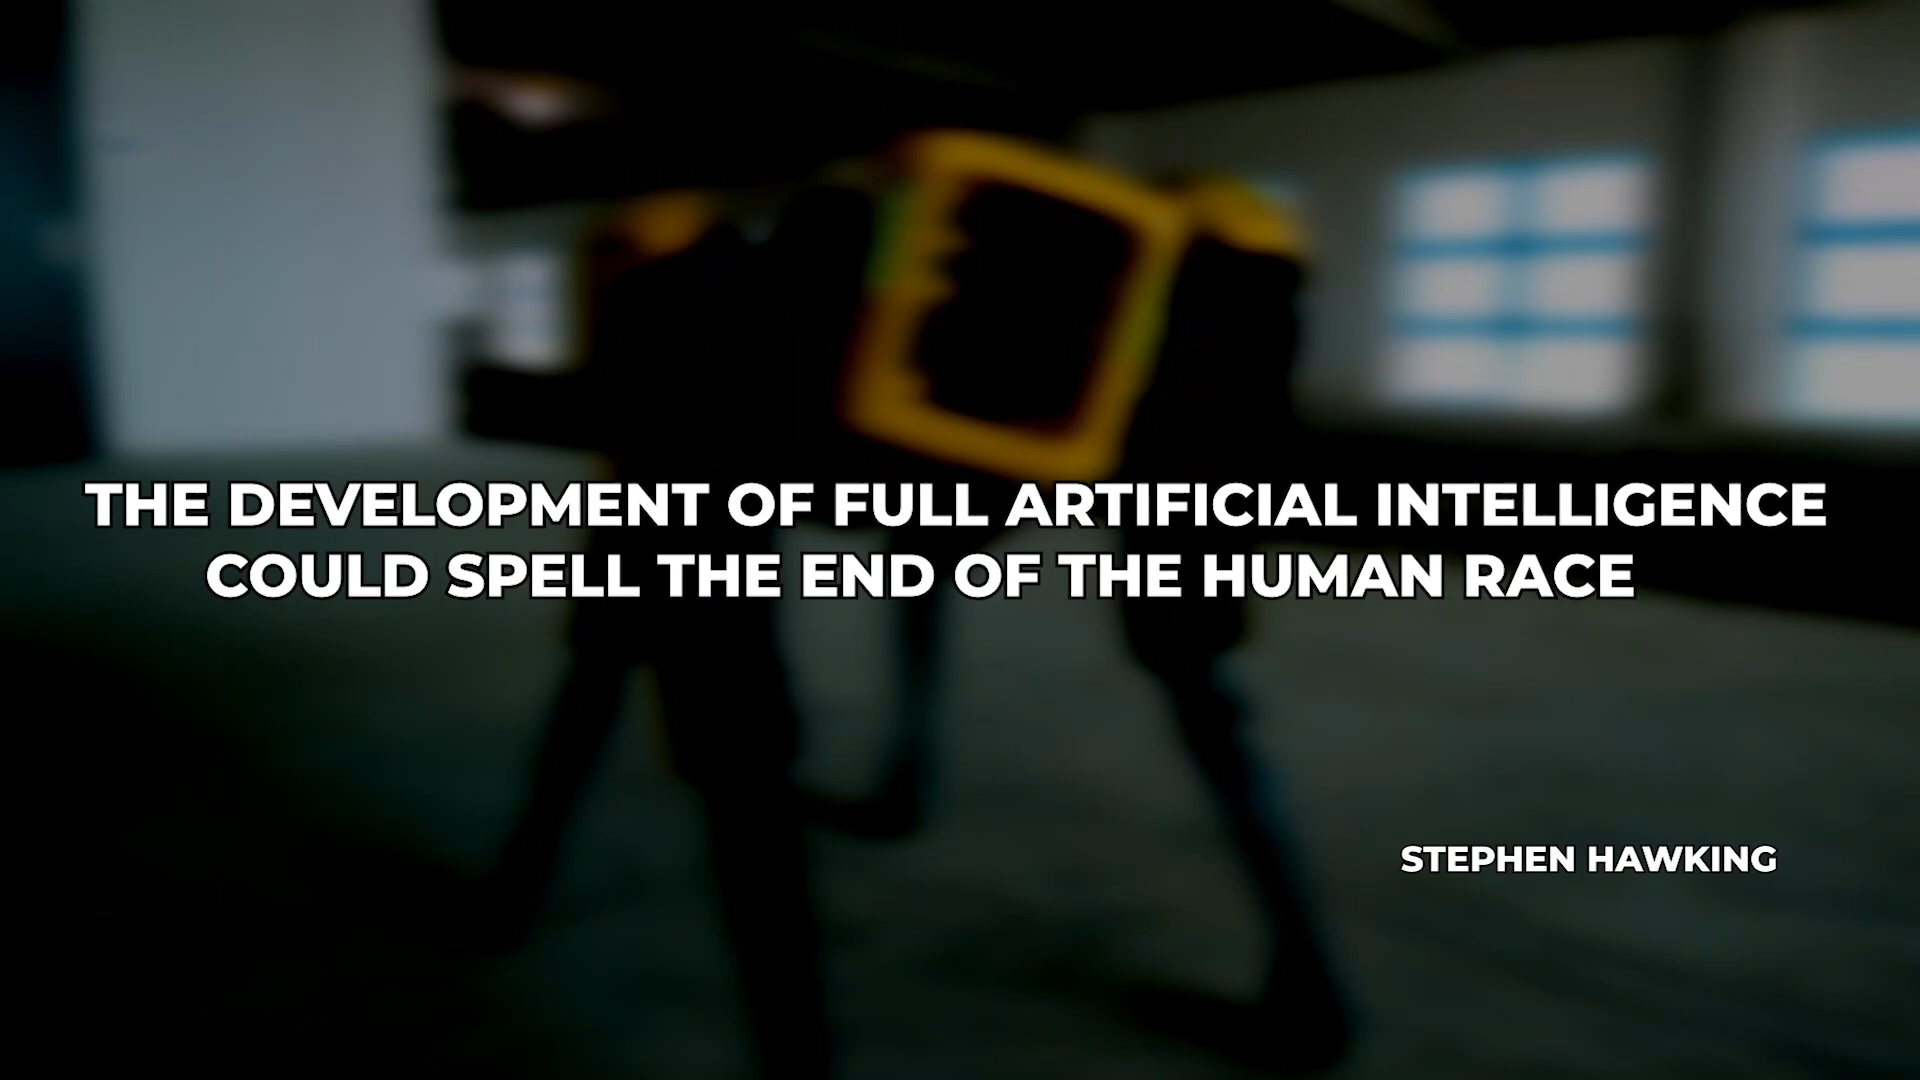 THE DEVELOPMENT OF FULL ARTIFICIAL INTELLIGENCE
COULD SPELL THE END OF THE HUMAN RACE
STEPHEN HAWKING